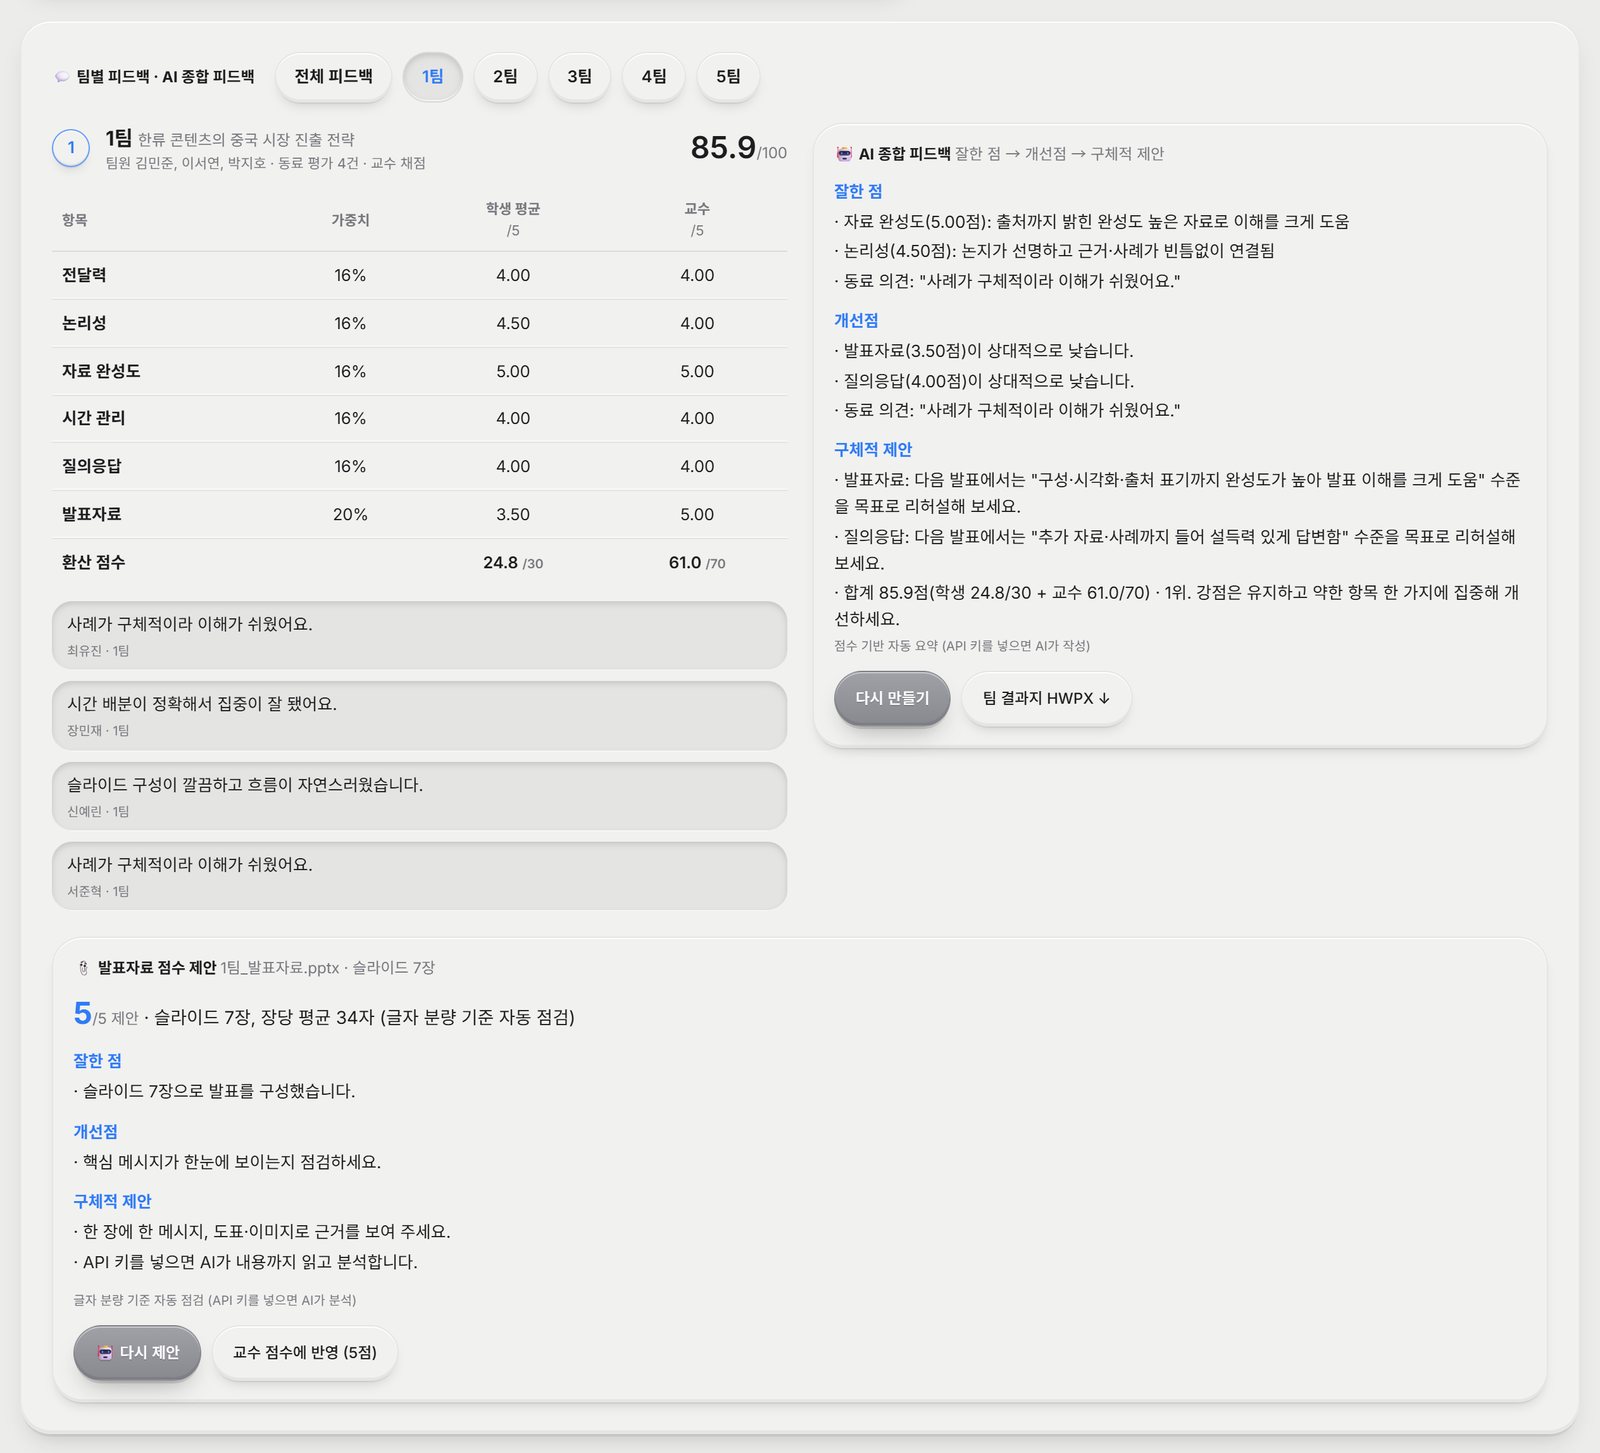 팀별 피드백 · AI 종합 피드백 전체 피드백 1팀 2팀 3팀 4팀 5팀
1 1팀 한류 콘텐츠의 중국 시장 진출 전략
팀원 김민준, 이서연, 박지호 · 동료 평가 4건 · 교수 채점
85.9/100
항목 가중치 학생 평균 /5 교수 /5
전달력 16% 4.00 4.00
논리성 16% 4.50 4.00
자료 완성도 16% 5.00 5.00
시간 관리 16% 4.00 4.00
질의응답 16% 4.00 4.00
발표자료 20% 3.50 5.00
환산 점수 24.8 /30 61.0 /70
사례가 구체적이라 이해가 쉬웠어요.
최유진 · 1팀
시간 배분이 정확해서 집중이 잘 됐어요.
장민재 · 1팀
슬라이드 구성이 깔끔하고 흐름이 자연스러웠습니다.
신예린 · 1팀
사례가 구체적이라 이해가 쉬웠어요.
서준혁 · 1팀
AI 종합 피드백 잘한 점 → 개선점 → 구체적 제안
잘한 점
· 자료 완성도(5.00점): 출처까지 밝힌 완성도 높은 자료로 이해를 크게 도움
· 논리성(4.50점): 논지가 선명하고 근거·사례가 빈틈없이 연결됨
· 동료 의견: "사례가 구체적이라 이해가 쉬웠어요."
개선점
· 발표자료(3.50점)이 상대적으로 낮습니다.
· 질의응답(4.00점)이 상대적으로 낮습니다.
· 동료 의견: "사례가 구체적이라 이해가 쉬웠어요."
구체적 제안
· 발표자료: 다음 발표에서는 "구성·시각화·출처 표기까지 완성도가 높아 발표 이해를 크게 도움" 수준
을 목표로 리허설해 보세요.
· 질의응답: 다음 발표에서는 "추가 자료·사례까지 들어 설득력 있게 답변함" 수준을 목표로 리허설해
보세요.
· 합계 85.9점(학생 24.8/30 + 교수 61.0/70) · 1위. 강점은 유지하고 약한 항목 한 가지에 집중해 개
선하세요.
점수 기반 자동 요약 (API 키를 넣으면 AI가 작성)
다시 만들기 팀 결과지 HWPX ↓
발표자료 점수 제안 1팀_발표자료.pptx · 슬라이드 7장
5/5 제안 · 슬라이드 7장, 장당 평균 34자 (글자 분량 기준 자동 점검)
잘한 점
· 슬라이드 7장으로 발표를 구성했습니다.
개선점
· 핵심 메시지가 한눈에 보이는지 점검하세요.
구체적 제안
· 한 장에 한 메시지, 도표·이미지로 근거를 보여 주세요.
· API 키를 넣으면 AI가 내용까지 읽고 분석합니다.
글자 분량 기준 자동 점검 (API 키를 넣으면 AI가 분석)
다시 제안 교수 점수에 반영 (5점)